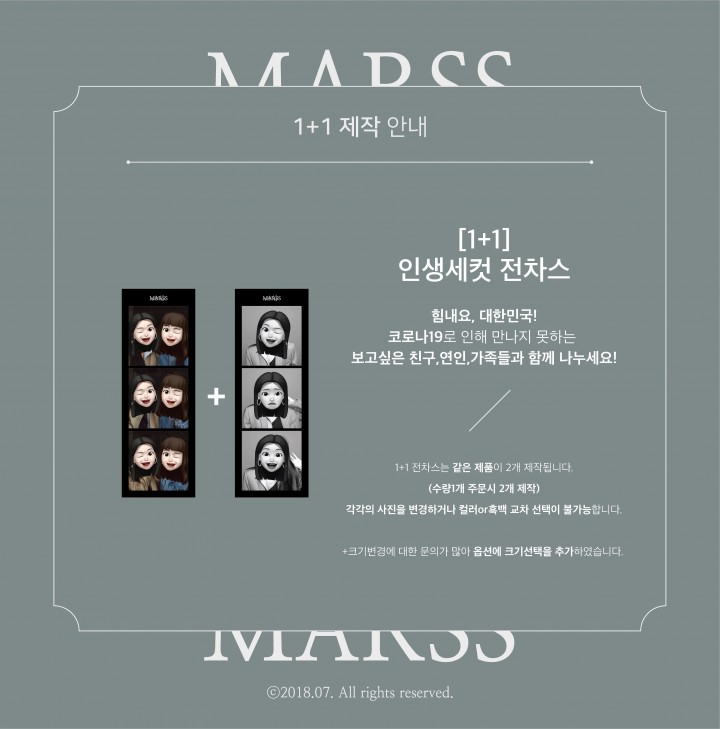 MARSS
1+1 제작 안내
[1+1]
인생세컷 전차스
힘내요, 대한민국!
코로나19로 인해 만나지 못하는
보고싶은 친구,연인,가족들과 함께 나누세요!
MARSS
MARSS
+
1+1 전차스는 같은 제품이 2개 제작됩니다.
(수량1개 주문시 2개 제작)
각각의 사진을 변경하거나 컬러or흑백 교차 선택이 불가능합니다.
+크기변경에 대한 문의가 많아 옵션에 크기선택을 추가하였습니다.
MARSS
ⓒ2018.07. All rights reserved.